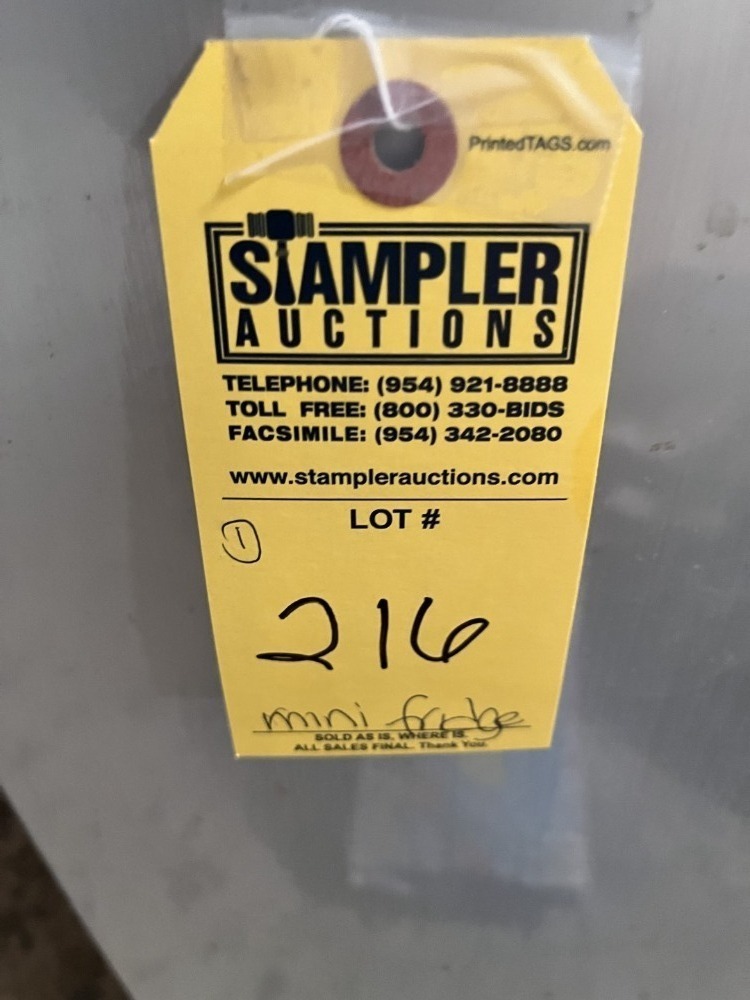 PrintedTAGS.com
STAMPLER
AUCTIONS
TELEPHONE: (954) 921-8888
TOLL FREE: (800) 330-BIDS
FACSIMILE: (954) 342-2080
www.stamplerauctions.com
LOT #
1
216
mini fridge
SOLD AS IS, WHERE IS.
ALL SALES FINAL. Thank You.